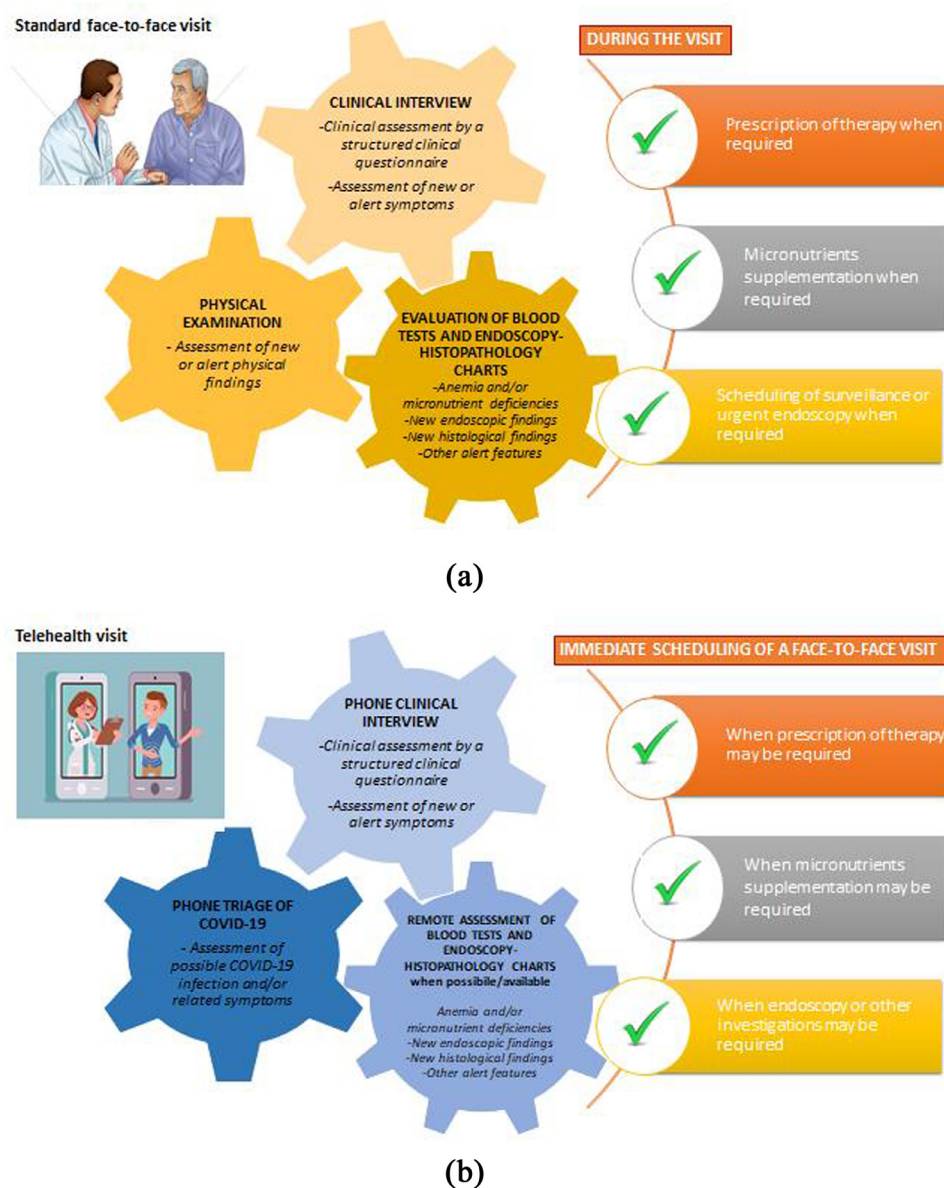 Standard face-to-face visit
CLINICAL INTERVIEW
-Clinical assessment by a
structured clinical
questionnaire
-Assessment of new or
alert symptoms
PHYSICAL
EXAMINATION
- Assessment of new
or alert physical
findings
EVALUATION OF BLOOD
TESTS AND ENDOSCOPY-
HISTOPATHOLOGY
CHARTS
-Anemia and/or
micronutrient deficiencies
-New endoscopic findings
-New histological findings
-Other alert features
DURING THE VISIT
Prescription of therapy when
required
Micronutrients
supplementation when
required
Scheduling of surveillance or
urgent endoscopy when
required
(a)
Telehealth visit
PHONE CLINICAL
INTERVIEW
-Clinical assessment by a
structured clinical
questionnaire
-Assessment of new or
alert symptoms
PHONE TRIAGE OF
COVID-19
- Assessment of
possible COVID-19
infection and/or
related symptoms
REMOTE ASSESSMENT OF
BLOOD TESTS AND
ENDOSCOPY-
HISTOPATHOLOGY CHARTS
when possibile/available
Anemia and/or
micronutrient deficiencies
-New endoscopic findings
-New histological findings
-Other alert features
IMMEDIATE SCHEDULING OF A FACE-TO-FACE VISIT
When prescription of therapy
may be required
When micronutrients
supplementation may be
required
When endoscopy or other
investigations may be
required
(b)